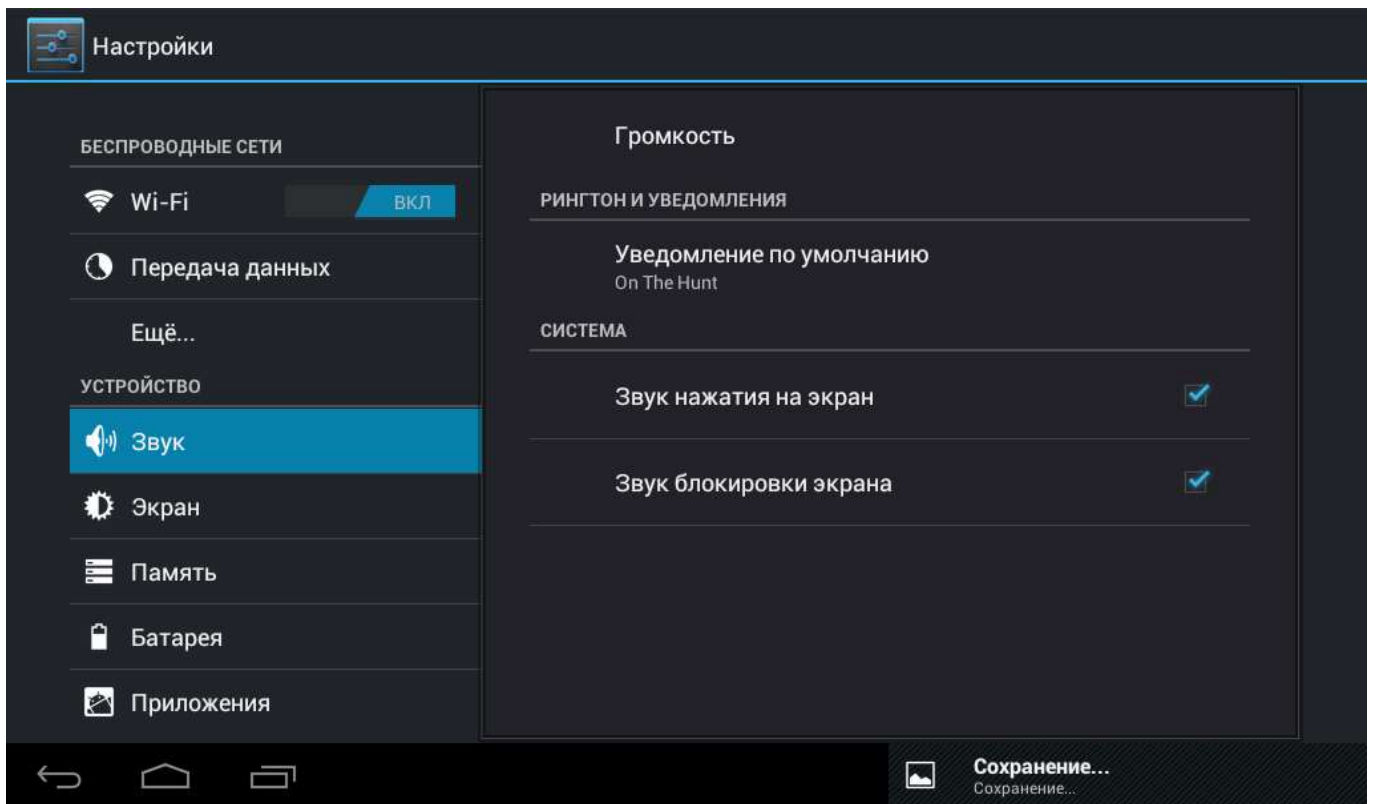 Настройки
БЕСПРОВОДНЫЕ СЕТИ
Wi-Fi
ВКЛ
Передача данных
Ещё...
УСТРОЙСТВО
Звук
Экран
Память
Батарея
Приложения
Громкость
РИНГТОН И УВЕДОМЛЕНИЯ
Уведомление по умолчанию
On The Hunt
СИСТЕМА
Звук нажатия на экран
Звук блокировки экрана
Сохранение...
Сохранение...